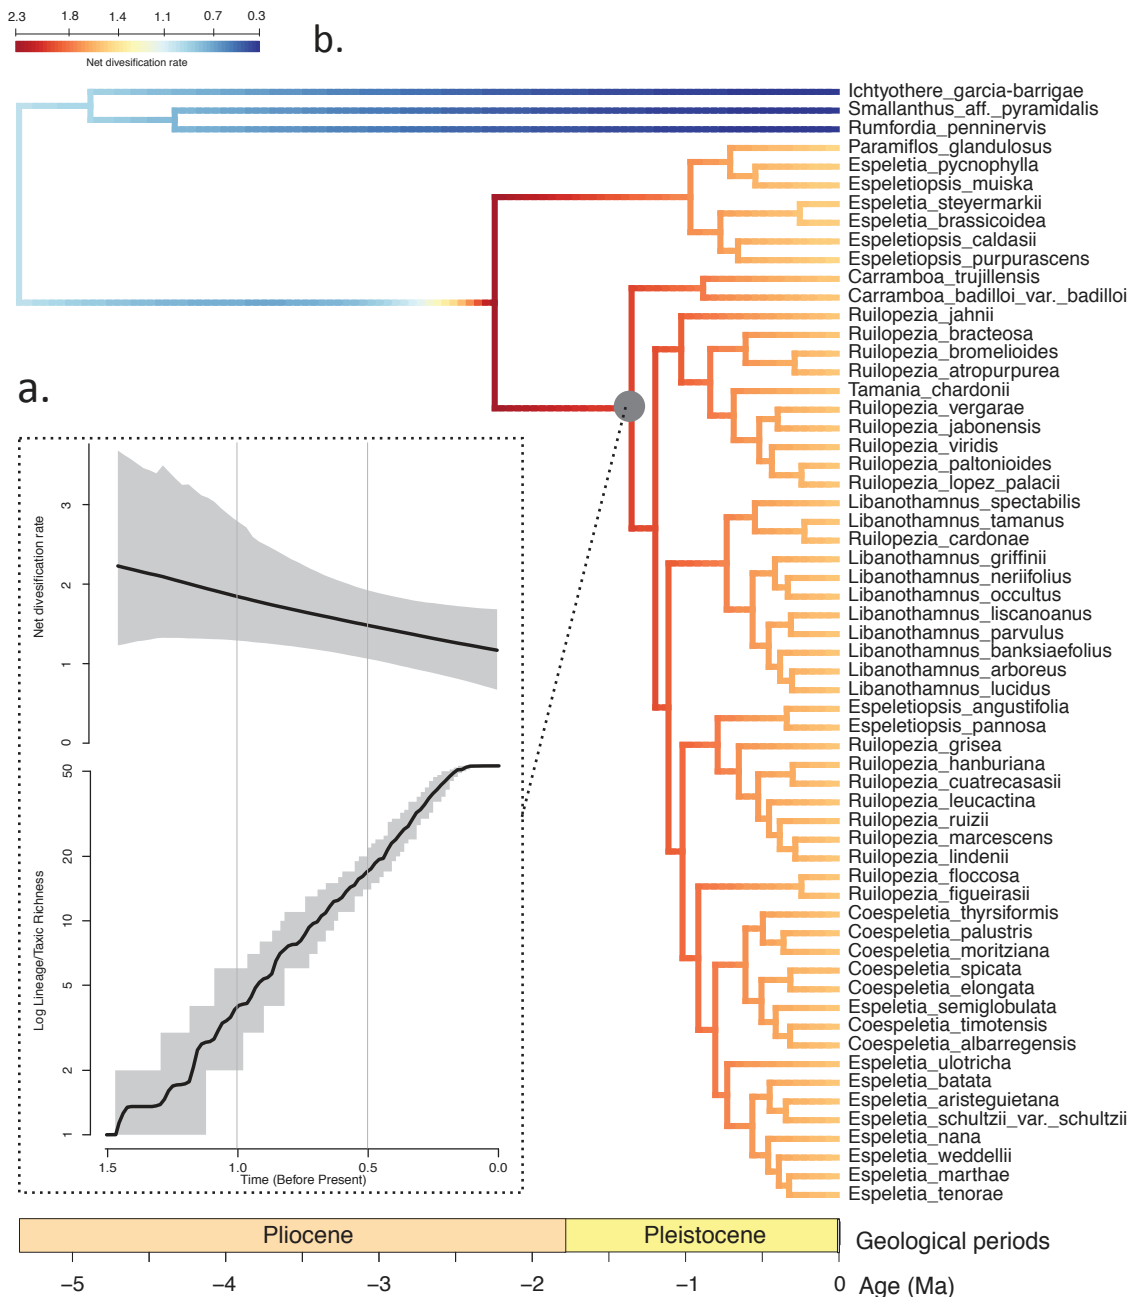 2.3 1.8 1.4 1.1 0.7 0.3
Net divesification rate
b.
Ichtyothere_garcia-barrigae
Smallanthus_aff._pyramidalis
Rumfordia_penninervis
Paramiflos_glandulosus
Espeletia_pycnophylla
Espeletiopsis_muiska
Espeletia_steyermarkii
Espeletia_brassicoidea
Espeletiopsis_caldasii
Espeletiopsis_purpurascens
Carramboa_trujillensis
Carramboa_badilloi_var._badilloi
Ruilopezia_jahnii
Ruilopezia_bracteosa
Ruilopezia_bromelioides
Ruilopezia_atropurpurea
Tamania_chardonii
Ruilopezia_vergarae
Ruilopezia_jabonensis
Ruilopezia_viridis
Ruilopezia_paltonioides
Ruilopezia_lopez_palacii
Libanothamnus_spectabilis
Libanothamnus_tamanus
Ruilopezia_cardonae
Libanothamnus_griffinii
Libanothamnus_neriifolius
Libanothamnus_occultus
Libanothamnus_liscanoanus
Libanothamnus_parvulus
Libanothamnus_banksiaefolius
Libanothamnus_arboreus
Libanothamnus_lucidus
Espeletiopsis_angustifolia
Espeletiopsis_pannosa
Ruilopezia_grisea
Ruilopezia_hanburiana
Ruilopezia_cuatrecasasii
Ruilopezia_leucactina
Ruilopezia_ruizii
Ruilopezia_marcescens
Ruilopezia_lindenii
Ruilopezia_floccosa
Ruilopezia_figueirasii
Coespeletia_thyrsiformis
Coespeletia_palustris
Coespeletia_moritziana
Coespeletia_spicata
Coespeletia_elongata
Espeletia_semiglobulata
Coespeletia_timotensis
Coespeletia_albarregensis
Espeletia_ulotricha
Espeletia_batata
Espeletia_aristeguietana
Espeletia_schultzii_var._schultzii
Espeletia_nana
Espeletia_weddellii
Espeletia_marthae
Espeletia_tenorae
a.
Net divesification rate
3
2
1
0
Log Lineage/Taxic Richness
50
20
10
5
2
1
1.5 1.0 0.5 0.0
Time (Before Present)
Pliocene Pleistocene Geological periods
−5 −4 −3 −2 −1 0 Age (Ma)